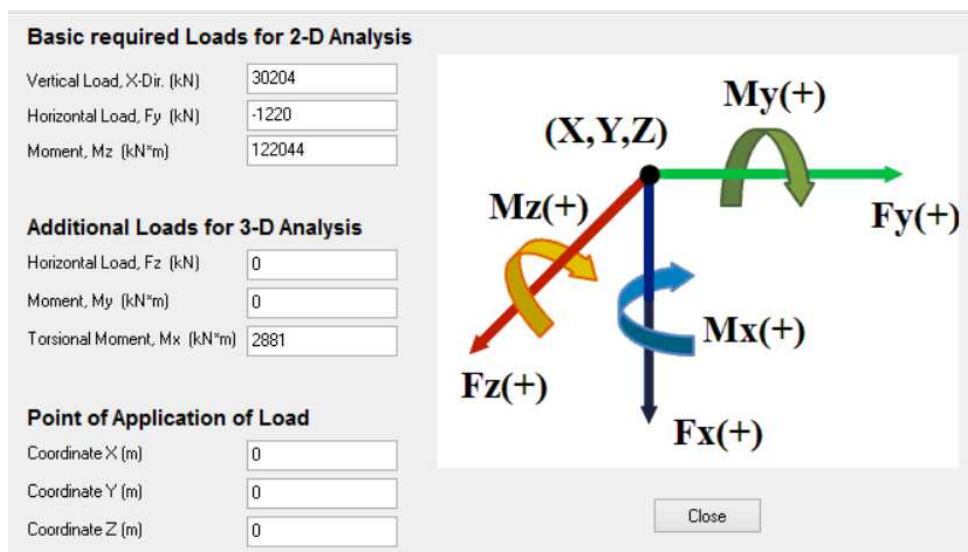 Basic required Loads for 2-D Analysis
Vertical Load, X-Dir. (kN) 30204
Horizontal Load, Fy (kN) -1220
Moment, Mz (kN*m) 122044
Additional Loads for 3-D Analysis
Horizontal Load, Fz (kN) 0
Moment, My (kN*m) 0
Torsional Moment, Mx (kN*m) 2881
Point of Application of Load
Coordinate X (m) 0
Coordinate Y (m) 0
Coordinate Z (m) 0
My(+)
(X,Y,Z)
Mz(+)
Fy(+)
Mx(+)
Fz(+)
Fx(+)
Close